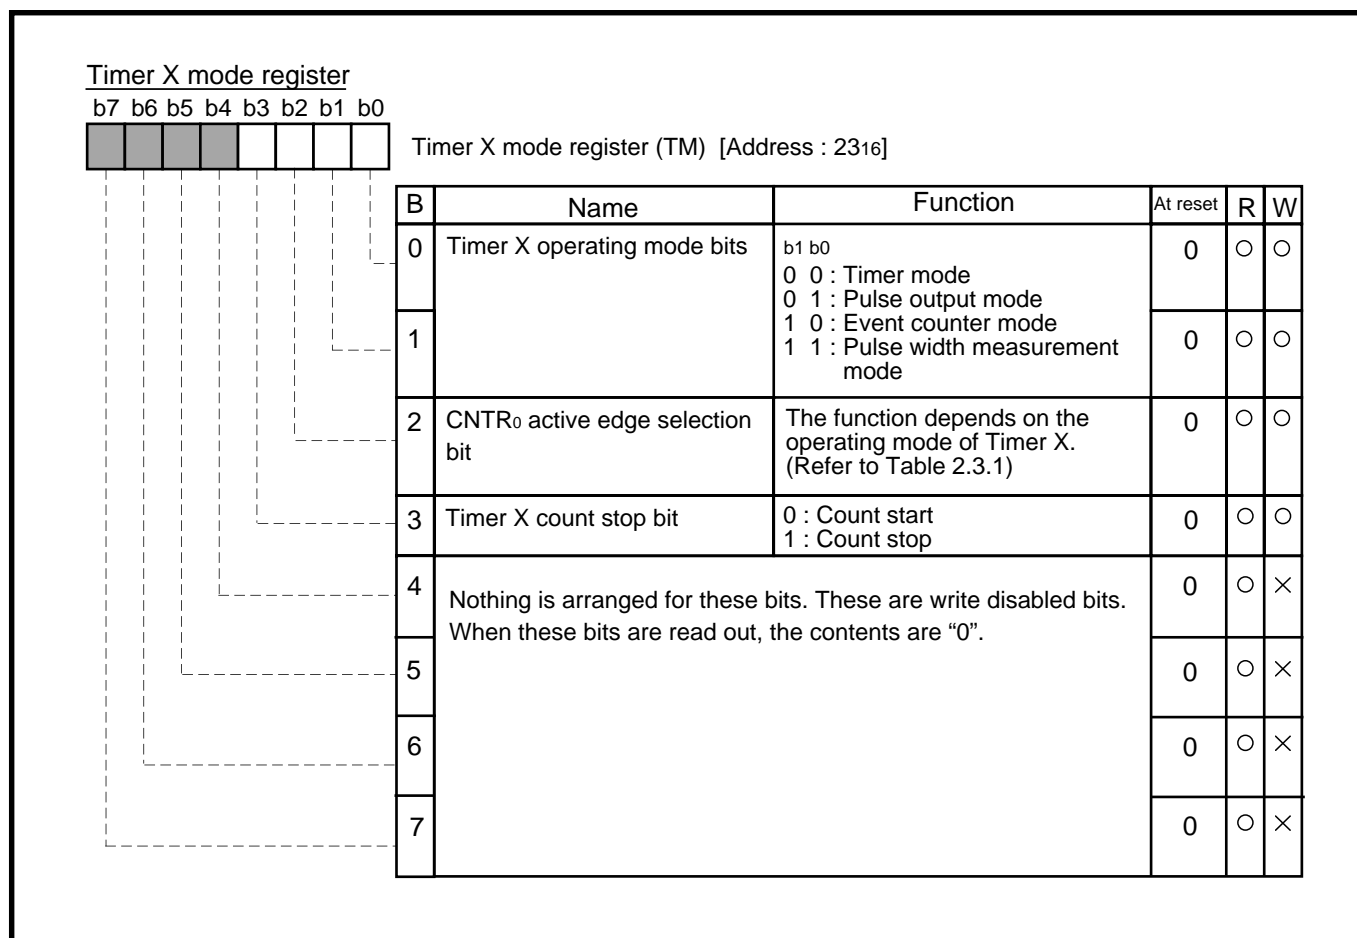 Timer X mode register
b7 b6 b5 b4 b3 b2 b1 b0
Timer X mode register (TM) [Address : 2316]
B Name Function At reset R W
0 Timer X operating mode bits b1 b0 0 ○ ○
0 0 : Timer mode
0 1 : Pulse output mode
1 0 : Event counter mode
1 1 1 : Pulse width measurement 0 ○ ○
mode
2 CNTR0 active edge selection The function depends on the 0 ○ ○
bit operating mode of Timer X.
(Refer to Table 2.3.1)
3 Timer X count stop bit 0 : Count start 0 ○ ○
1 : Count stop
4 0 ○ ×
Nothing is arranged for these bits. These are write disabled bits.
When these bits are read out, the contents are “0”.
5 0 ○ ×
6 0 ○ ×
7 0 ○ ×